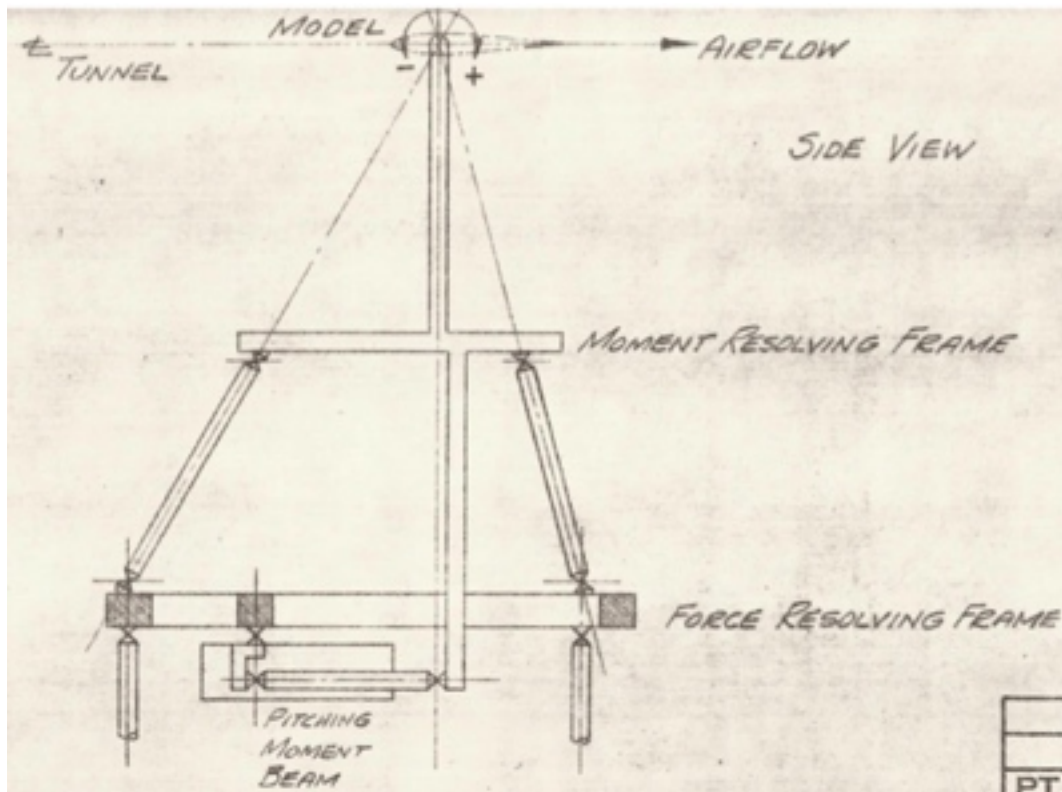 MODEL
℄
TUNNEL
- +
AIRFLOW
SIDE VIEW
MOMENT RESOLVING FRAME
FORCE RESOLVING FRAME
PITCHING
MOMENT
BEAM
PT